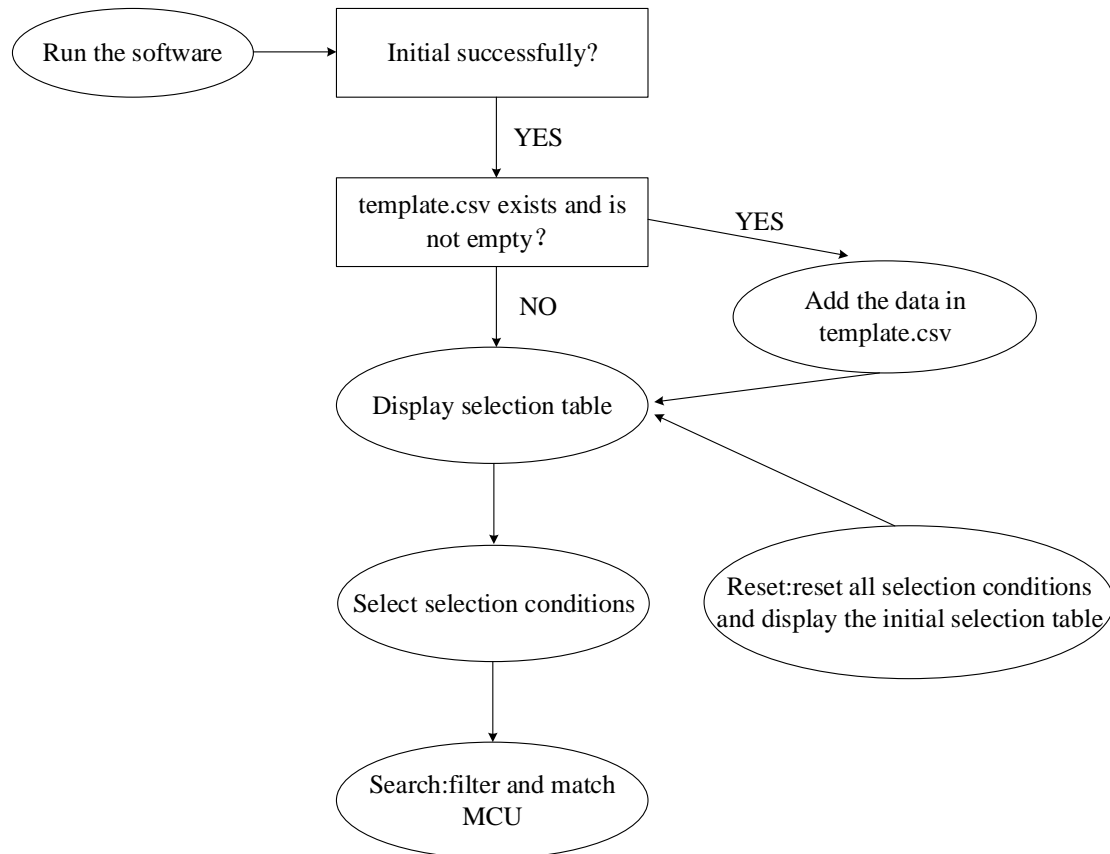 Run the software
Initial successfully?
YES
template.csv exists and is
not empty？
YES
NO
Add the data in
template.csv
Display selection table
Select selection conditions
Reset:reset all selection conditions
and display the initial selection table
Search:filter and match
MCU